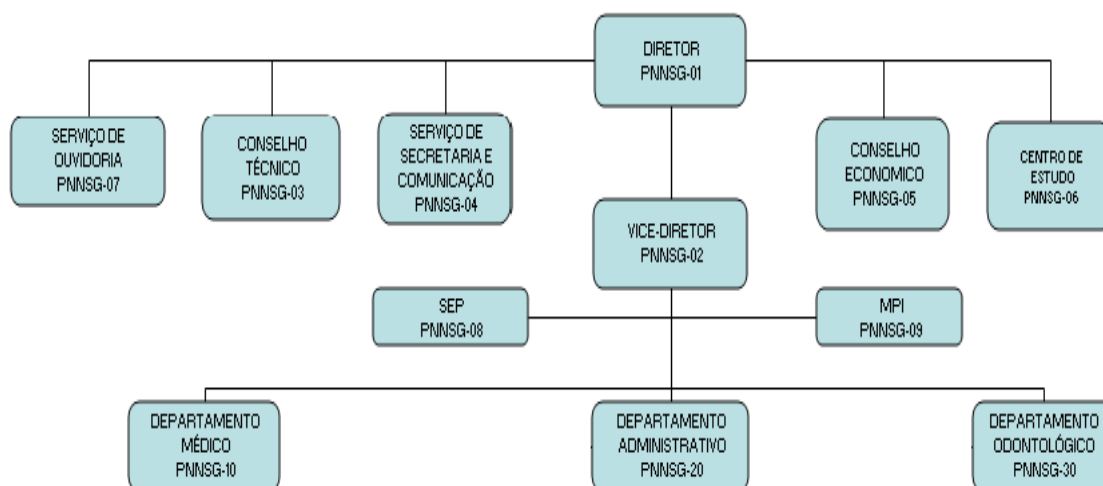 DIRETOR
PNNSG-01
SERVIÇO DE
OUVIDORIA
PNNSG-07
CONSELHO
TÉCNICO
PNNSG-03
SERVIÇO DE
SECRETARIA E
COMUNICAÇÃO
PNNSG-04
CONSELHO
ECONOMICO
PNNSG-05
CENTRO DE
ESTUDO
PNNSG-06
VICE-DIRETOR
PNNSG-02
SEP
PNNSG-08
MPI
PNNSG-09
DEPARTAMENTO
MÉDICO
PNNSG-10
DEPARTAMENTO
ADMINISTRATIVO
PNNSG-20
DEPARTAMENTO
ODONTOLÓGICO
PNNSG-30